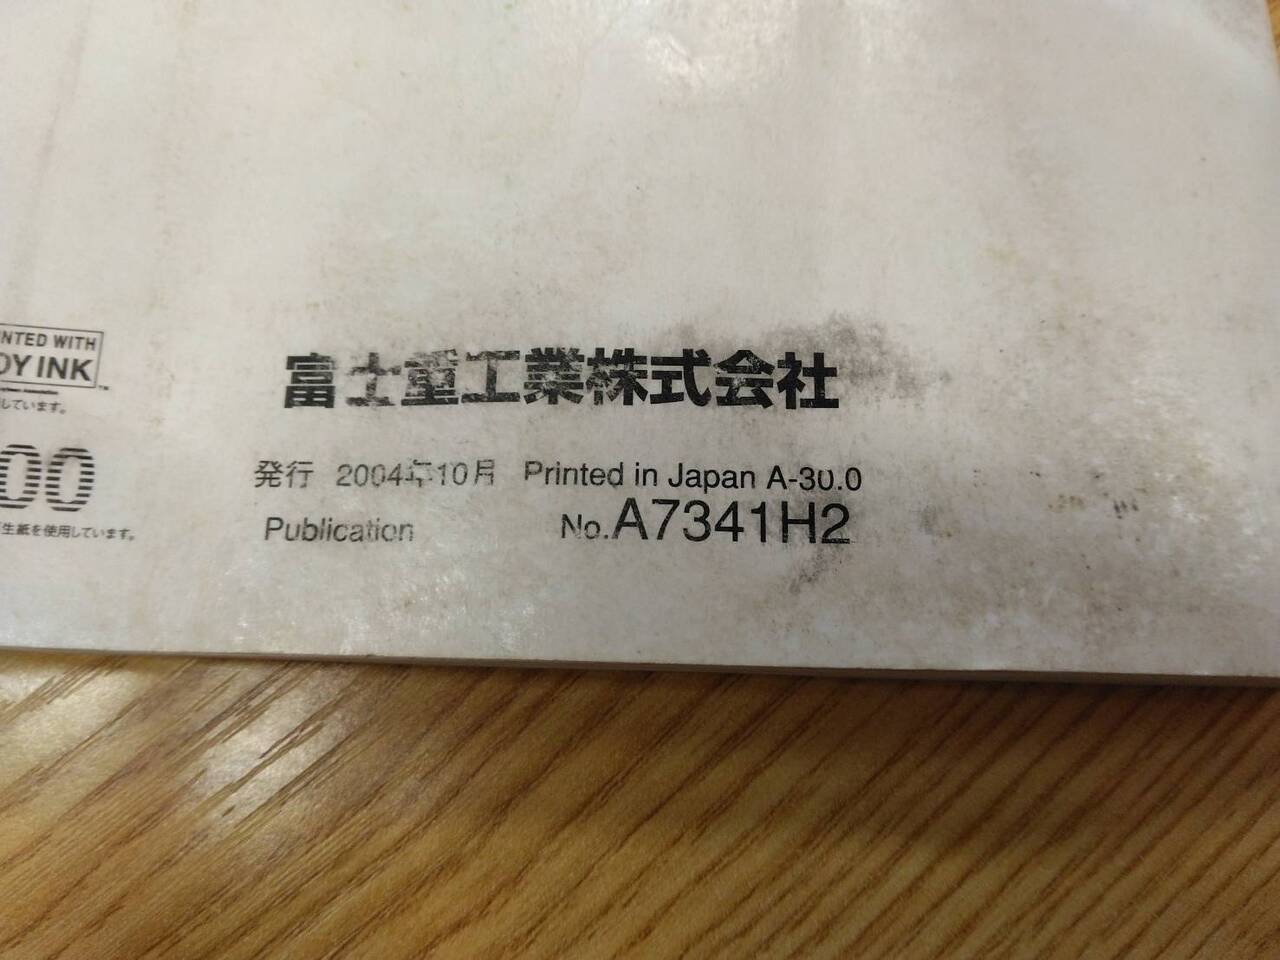 NTED WITH
OY INK
TM
しています。
00
生紙を使用しています。
富士重工業株式会社
発行 2004年10月 Printed in Japan A-30.0
Publication No.A7341H2